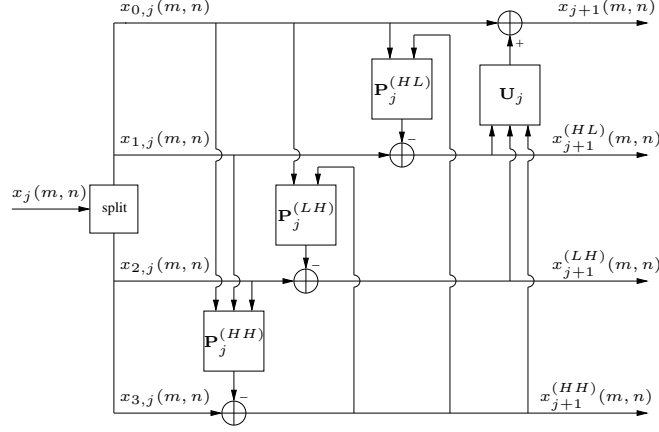 x_{0,j}(m, n)
x_{j+1}(m, n)
+
P_j^{(HL)}
U_j
−
x_{1,j}(m, n)
x_{j+1}^{(HL)}(m, n)
x_j(m, n)
split
P_j^{(LH)}
−
x_{2,j}(m, n)
x_{j+1}^{(LH)}(m, n)
P_j^{(HH)}
−
x_{3,j}(m, n)
x_{j+1}^{(HH)}(m, n)